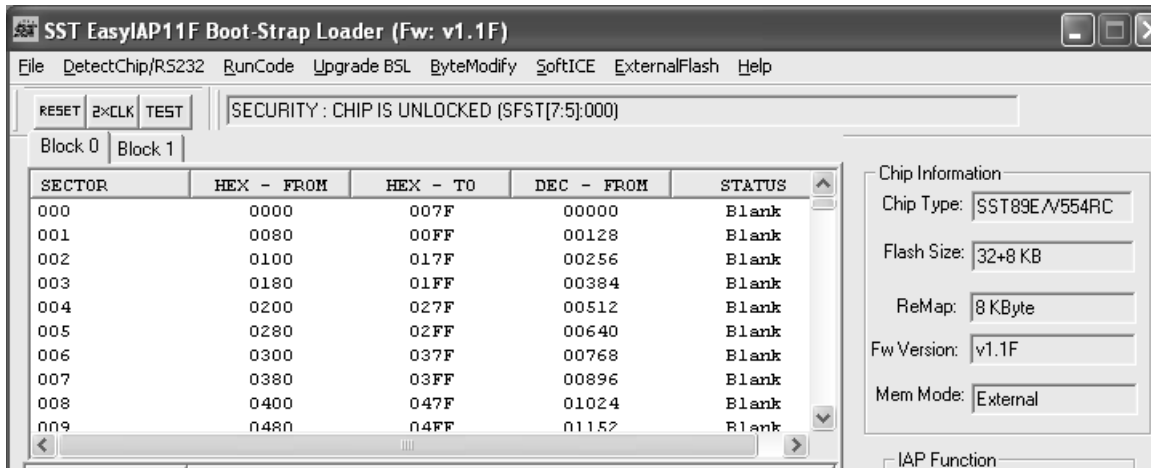 SST EasyIAP11F Boot-Strap Loader (Fw: v1.1F)
File DetectChip/RS232 RunCode Upgrade BSL ByteModify SoftICE ExternalFlash Help
RESET 2xCLK TEST SECURITY : CHIP IS UNLOCKED (SFST[7:5]:000)
Block 0 Block 1
SECTOR HEX - FROM HEX - TO DEC - FROM STATUS
000 0000 007F 00000 Blank
001 0080 00FF 00128 Blank
002 0100 017F 00256 Blank
003 0180 01FF 00384 Blank
004 0200 027F 00512 Blank
005 0280 02FF 00640 Blank
006 0300 037F 00768 Blank
007 0380 03FF 00896 Blank
008 0400 047F 01024 Blank
009 0480 04FF 01152 Blank
Chip Information
Chip Type: SST89E/V554RC
Flash Size: 32+8 KB
ReMap: 8 KByte
Fw Version: v1.1F
Mem Mode: External
IAP Function